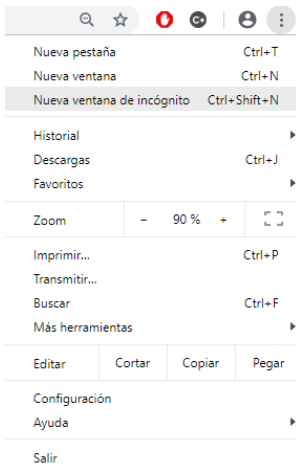 Nueva pestaña Ctrl+T
Nueva ventana Ctrl+N
Nueva ventana de incógnito Ctrl+Shift+N
Historial
Descargas Ctrl+J
Favoritos
Zoom - 90 % +
Imprimir... Ctrl+P
Transmitir...
Buscar Ctrl+F
Más herramientas
Editar Cortar Copiar Pegar
Configuración
Ayuda
Salir